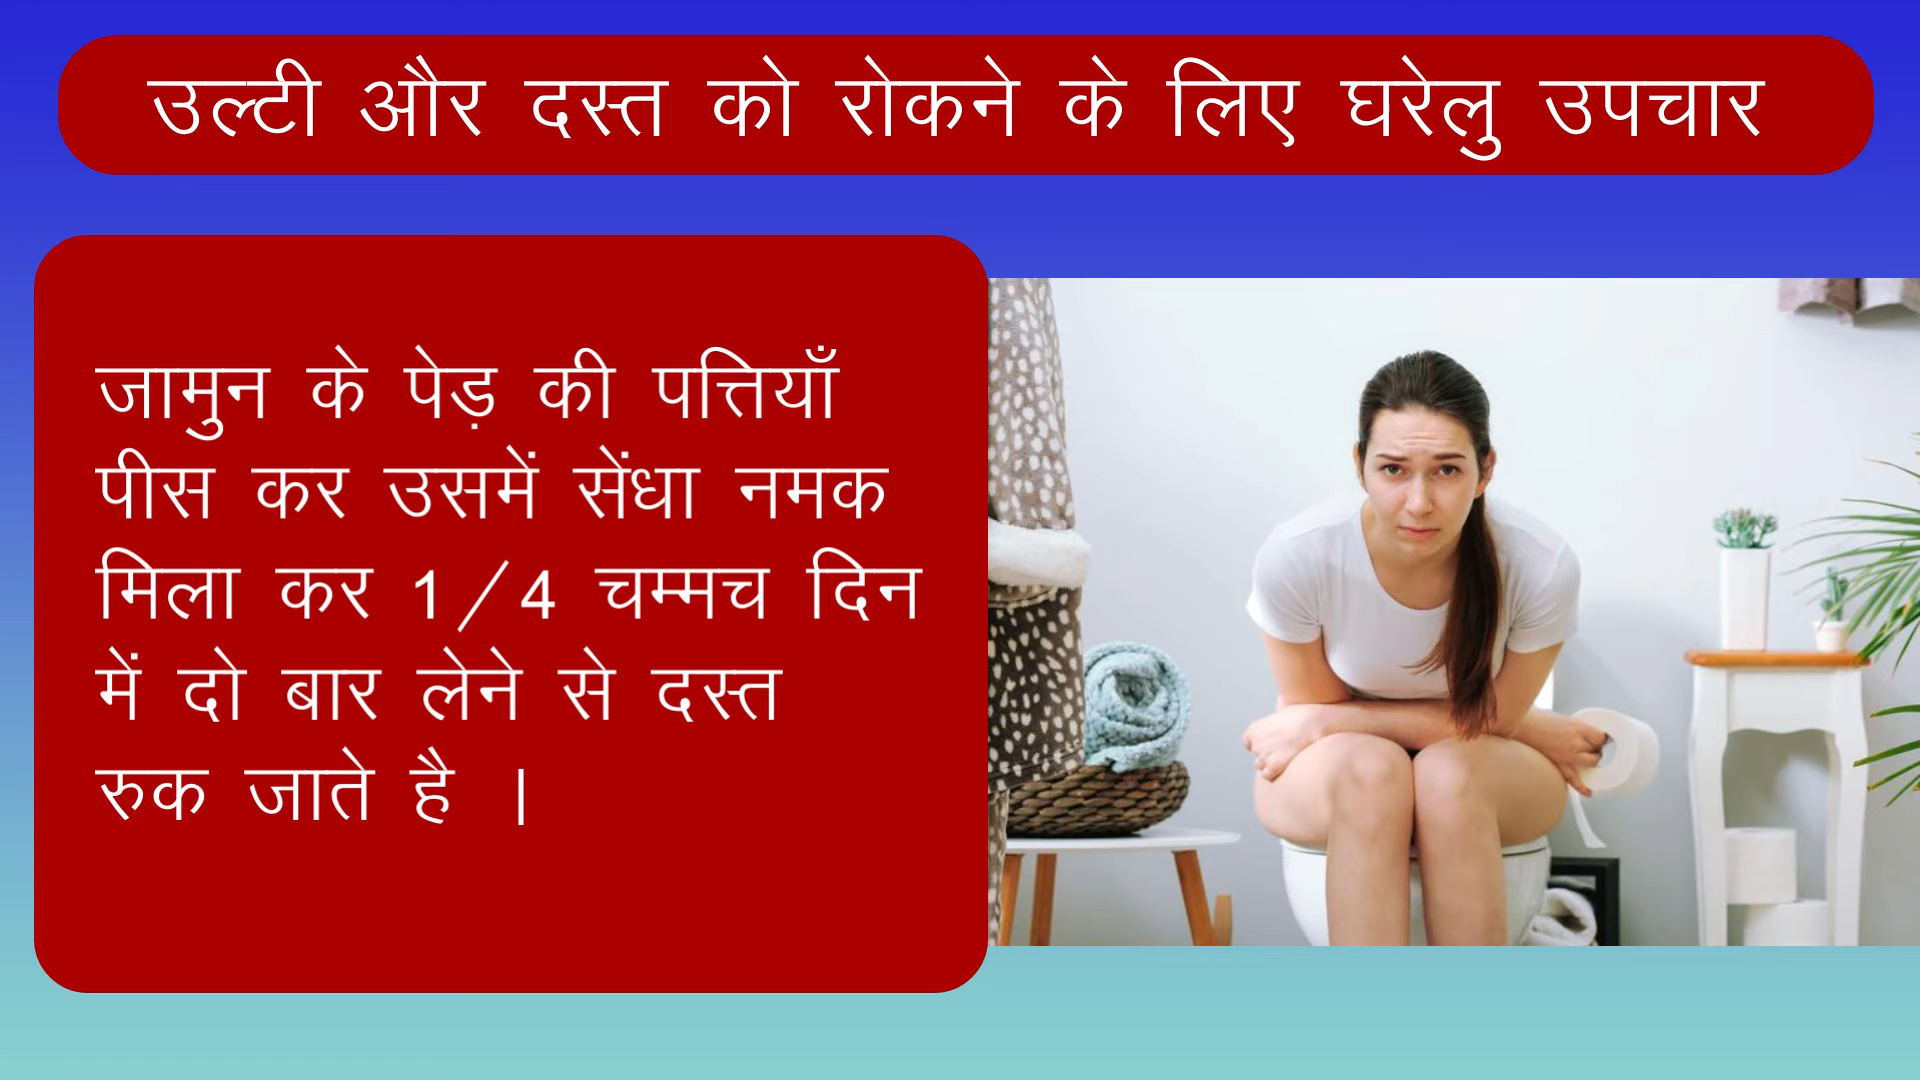 उल्टी और दस्त को रोकने के लिए घरेलु उपचार
जामुन के पेड़ की पत्तियाँ
पीस कर उसमें सेंधा नमक
मिला कर 1/4 चम्मच दिन
में दो बार लेने से दस्त
रुक जाते है ।